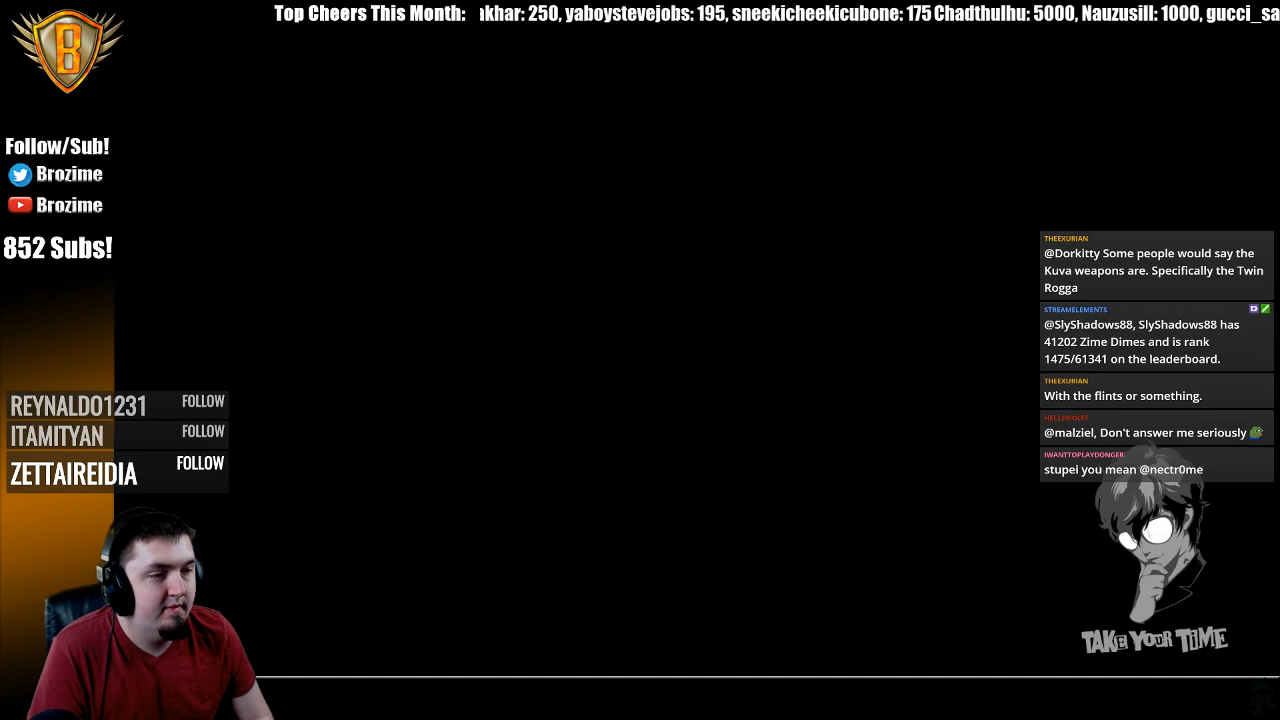 Top Cheers This Month: akhar: 250, yaboystevejobs: 195, sneekicheekicubone: 175 Chadthulhu: 5000, Nauzusill: 1000, gucci_sa
B
Follow/Sub!
Brozime
Brozime
852 Subs!
REYNALDO1231 FOLLOW
ITAMITYAN FOLLOW
ZETTAIREIDIA FOLLOW
THEEXURIAN
@Dorkitty Some people would say the
Kuva weapons are. Specifically the Twin
Rogga
STREAMELEMENTS
@SlyShadows88, SlyShadows88 has
41202 Zime Dimes and is rank
1475/61341 on the leaderboard.
THEEXURIAN
With the flints or something.
HELLSWOLFF
@malziel, Don't answer me seriously
IWANTTOPLAYDONGER
stupei you mean @nectr0me
TAKE YOUR TIME